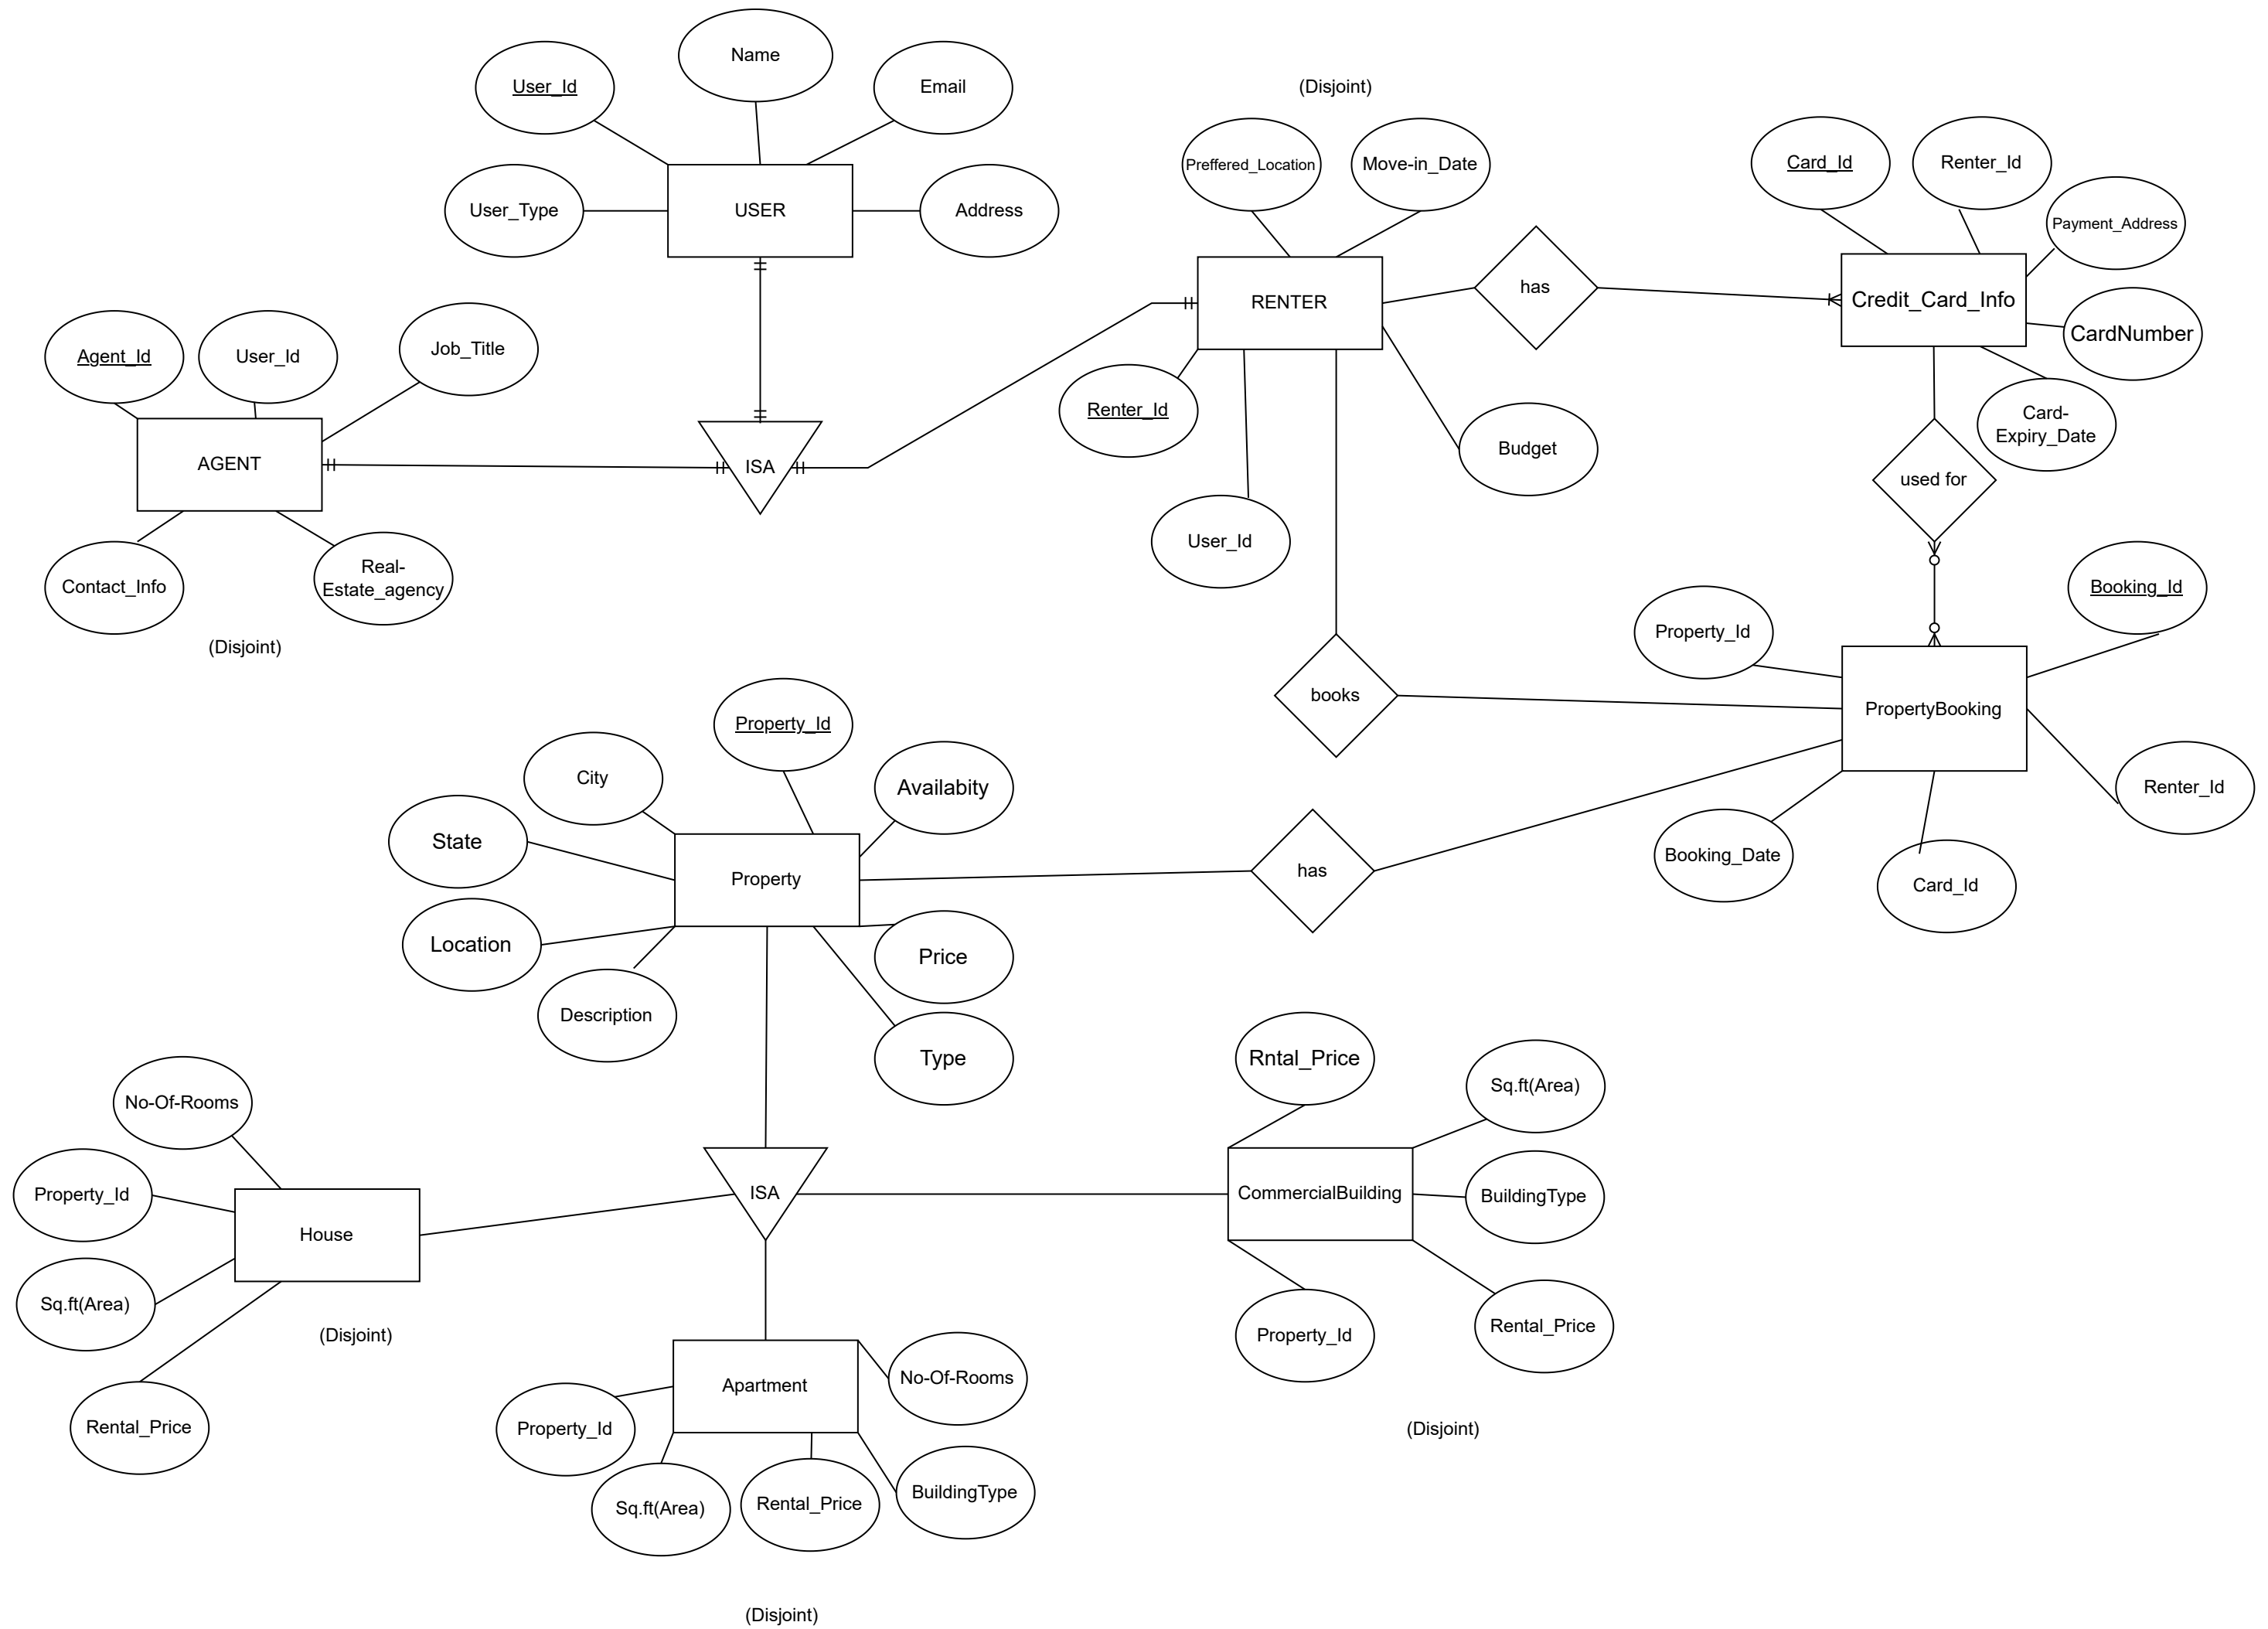 Name
User_Id
Email
(Disjoint)
User_Type
USER
Address
Preffered_Location
Move-in_Date
Card_Id
Renter_Id
Payment_Address
has
RENTER
Credit_Card_Info
CardNumber
Agent_Id
User_Id
Job_Title
Renter_Id
Budget
Card-
Expiry_Date
AGENT
ISA
used for
User_Id
Contact_Info
Real-
Estate_agency
(Disjoint)
Booking_Id
Property_Id
books
PropertyBooking
Property_Id
City
Availabity
Renter_Id
State
Property
has
Booking_Date
Card_Id
Location
Price
Description
Type
Rntal_Price
Sq.ft(Area)
No-Of-Rooms
Property_Id
ISA
CommercialBuilding
BuildingType
House
Sq.ft(Area)
(Disjoint)
Property_Id
Rental_Price
Apartment
No-Of-Rooms
Rental_Price
Property_Id
(Disjoint)
Sq.ft(Area)
Rental_Price
BuildingType
(Disjoint)